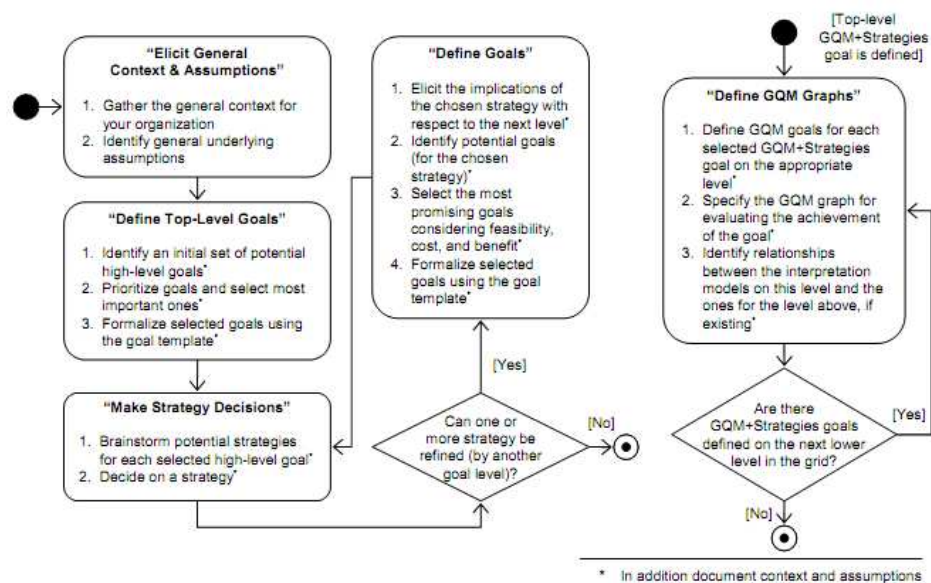 “Elicit General
Context & Assumptions”
1. Gather the general context for
your organization
2. Identify general underlying
assumptions
“Define Top-Level Goals”
1. Identify an initial set of potential
high-level goals*
2. Prioritize goals and select most
important ones*
3. Formalize selected goals using
the goal template*
“Make Strategy Decisions”
1. Brainstorm potential strategies
for each selected high-level goal*
2. Decide on a strategy*
“Define Goals”
1. Elicit the implications of
the chosen strategy with
respect to the next level*
2. Identify potential goals
(for the chosen
strategy)*
3. Select the most
promising goals
considering feasibility,
cost, and benefit*
4. Formalize selected
goals using the goal
template*
[Yes]
Can one or
more strategy be
refined (by another
goal level)?
[No]
[Top-level
GQM+Strategies
goal is defined]
“Define GQM Graphs”
1. Define GQM goals for each
selected GQM+Strategies
goal on the appropriate
level*
2. Specify the GQM graph for
evaluating the achievement
of the goal*
3. Identify relationships
between the interpretation
models on this level and the
ones for the level above, if
existing*
Are there
GQM+Strategies goals
defined on the next lower
level in the grid?
[Yes]
[No]
* In addition document context and assumptions